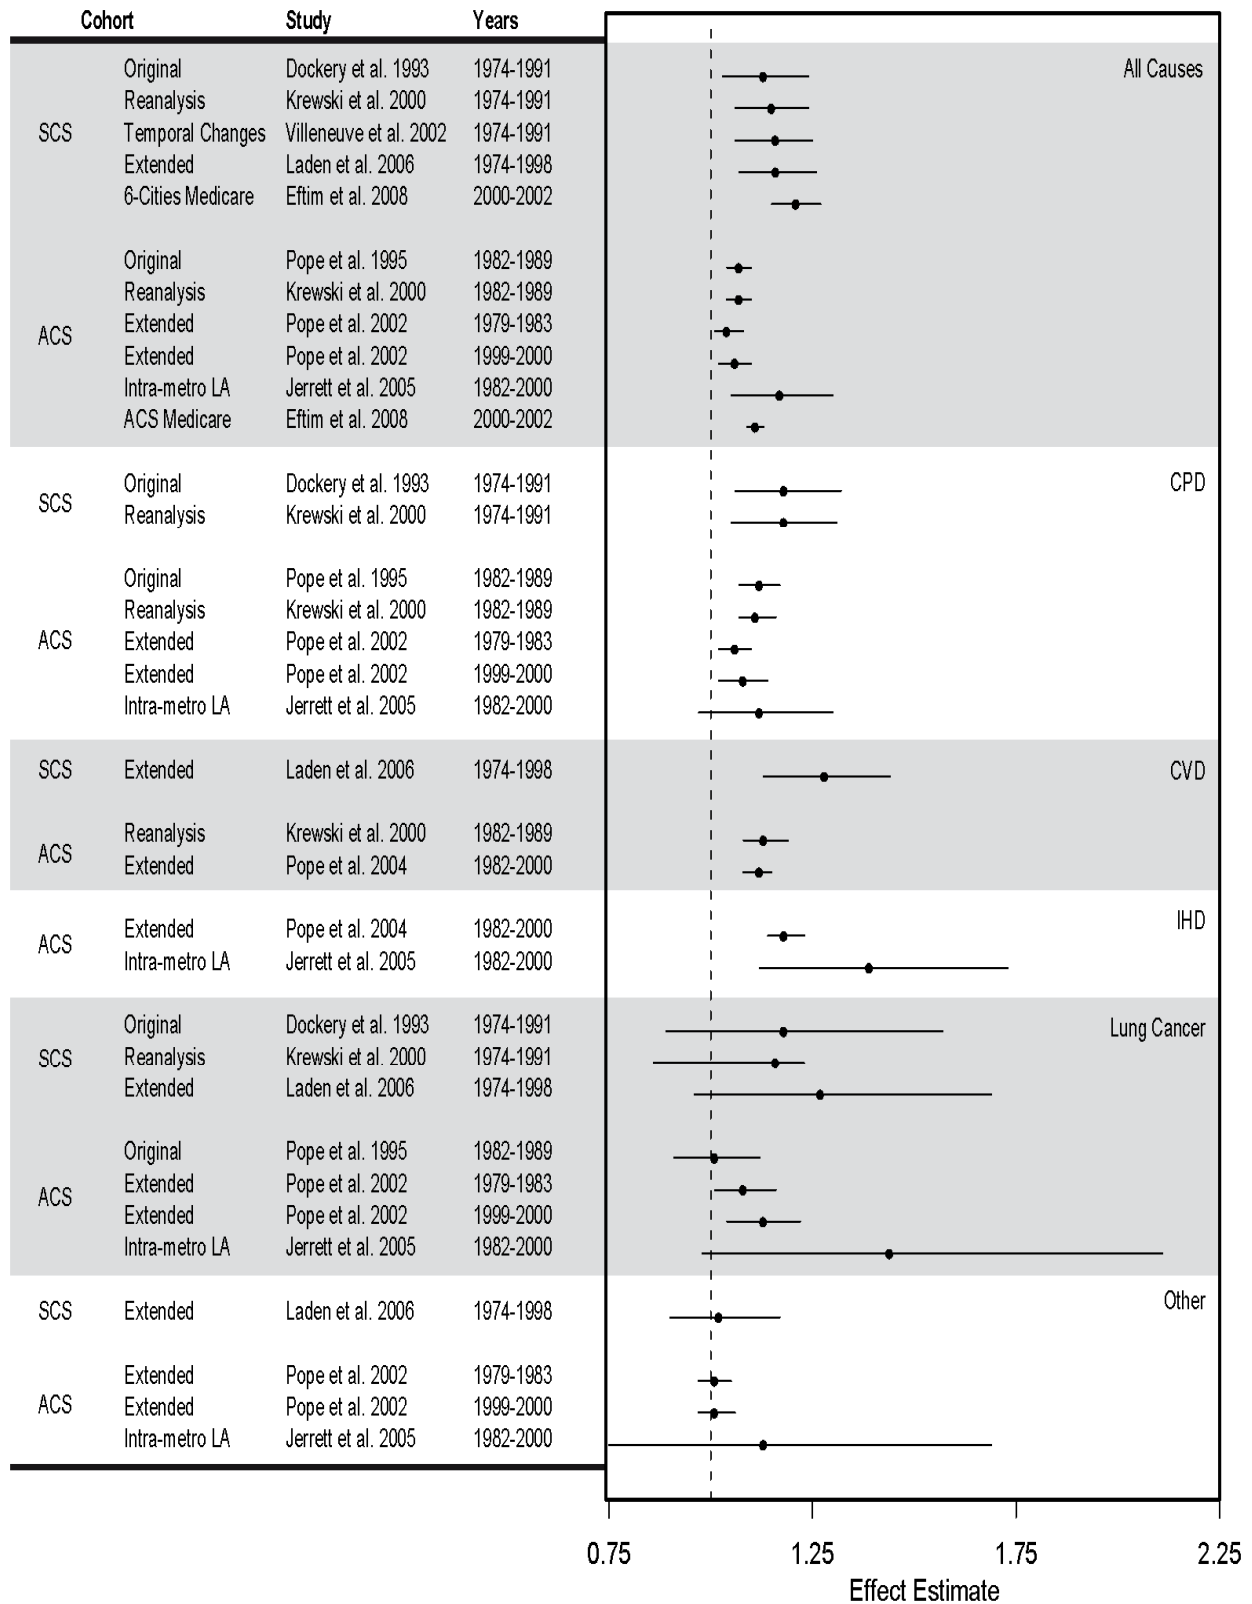 Cohort Study Years
Original Dockery et al. 1993 1974-1991 All Causes
Reanalysis Krewski et al. 2000 1974-1991
SCS Temporal Changes Villeneuve et al. 2002 1974-1991
Extended Laden et al. 2006 1974-1998
6-Cities Medicare Eftim et al. 2008 2000-2002
Original Pope et al. 1995 1982-1989
Reanalysis Krewski et al. 2000 1982-1989
Extended Pope et al. 2002 1979-1983
ACS
Extended Pope et al. 2002 1999-2000
Intra-metro LA Jerrett et al. 2005 1982-2000
ACS Medicare Eftim et al. 2008 2000-2002
Original Dockery et al. 1993 1974-1991 CPD
SCS
Reanalysis Krewski et al. 2000 1974-1991
Original Pope et al. 1995 1982-1989
Reanalysis Krewski et al. 2000 1982-1989
ACS Extended Pope et al. 2002 1979-1983
Extended Pope et al. 2002 1999-2000
Intra-metro LA Jerrett et al. 2005 1982-2000
SCS Extended Laden et al. 2006 1974-1998 CVD
Reanalysis Krewski et al. 2000 1982-1989
ACS
Extended Pope et al. 2004 1982-2000
Extended Pope et al. 2004 1982-2000 IHD
ACS
Intra-metro LA Jerrett et al. 2005 1982-2000
Original Dockery et al. 1993 1974-1991 Lung Cancer
SCS Reanalysis Krewski et al. 2000 1974-1991
Extended Laden et al. 2006 1974-1998
Original Pope et al. 1995 1982-1989
Extended Pope et al. 2002 1979-1983
ACS
Extended Pope et al. 2002 1999-2000
Intra-metro LA Jerrett et al. 2005 1982-2000
SCS Extended Laden et al. 2006 1974-1998 Other
Extended Pope et al. 2002 1979-1983
ACS Extended Pope et al. 2002 1999-2000
Intra-metro LA Jerrett et al. 2005 1982-2000
0.75 1.25 1.75 2.25
Effect Estimate